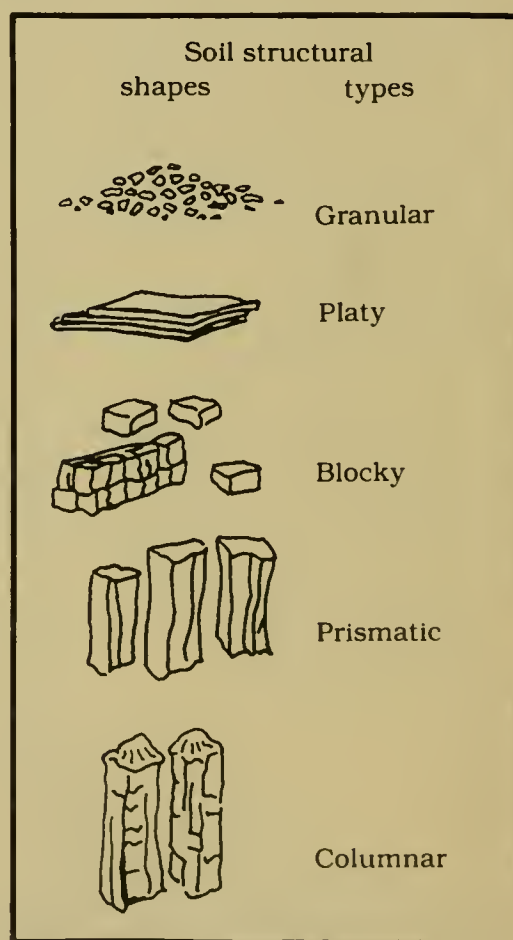 Soil structural
shapes types
Granular
Platy
Blocky
Prismatic
Columnar